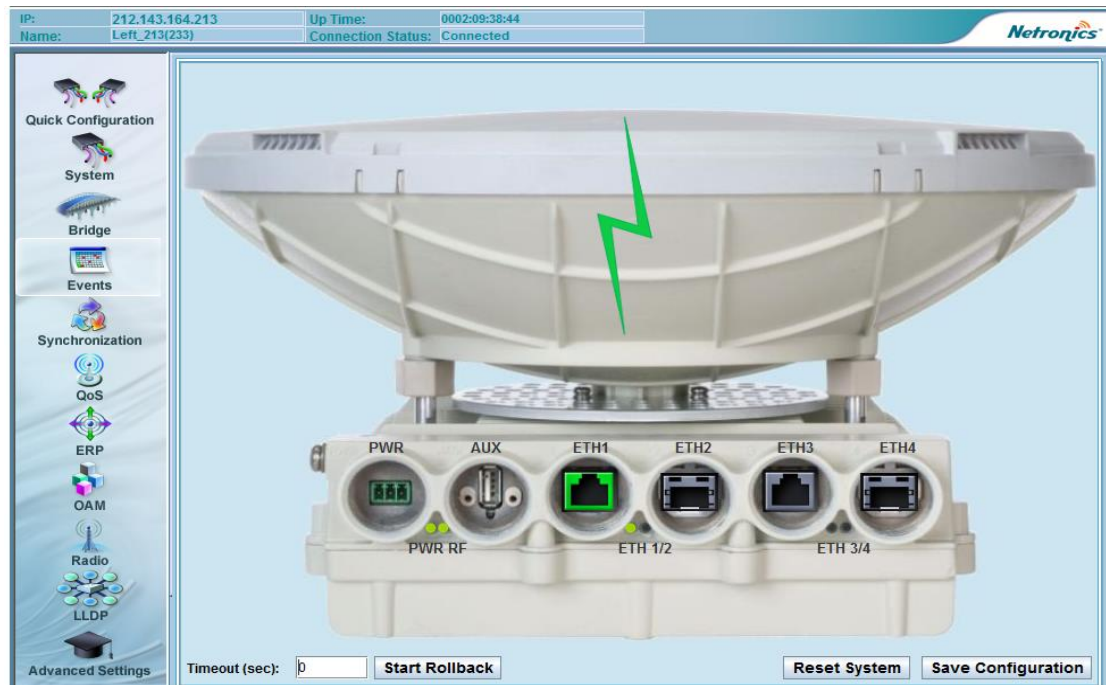 IP: 212.143.164.213 Up Time: 0002:09:38:44
Name: Left_213(233) Connection Status: Connected
Netronics
Quick Configuration
System
Bridge
Events
Synchronization
QoS
ERP
OAM
Radio
LLDP
Advanced Settings
PWR AUX ETH1 ETH2 ETH3 ETH4
PWR RF ETH 1/2 ETH 3/4
Timeout (sec): 0 Start Rollback Reset System Save Configuration